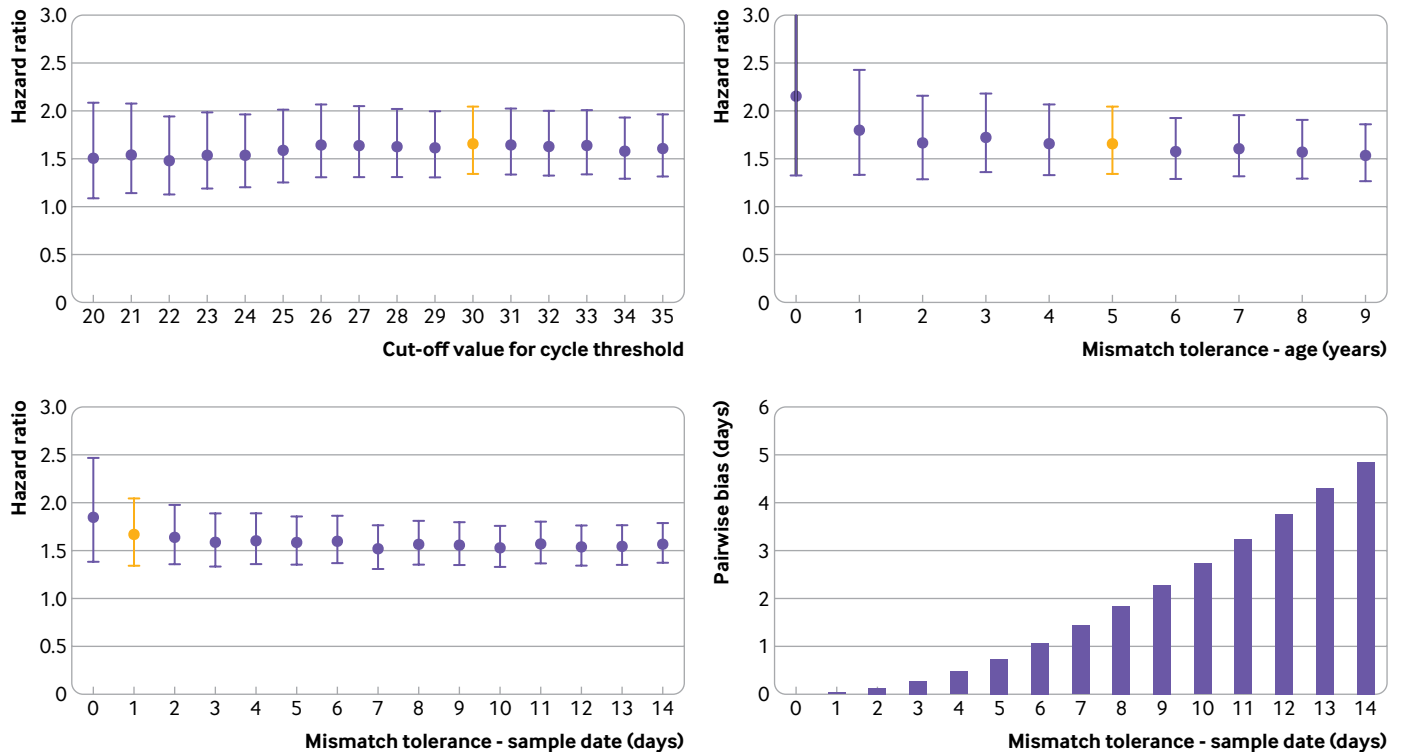 Hazard ratio
3.0
2.5
2.0
1.5
1.0
0.5
0
20 21 22 23 24 25 26 27 28 29 30 31 32 33 34 35
Cut-off value for cycle threshold
Hazard ratio
3.0
2.5
2.0
1.5
1.0
0.5
0
0 1 2 3 4 5 6 7 8 9
Mismatch tolerance - age (years)
Hazard ratio
3.0
2.5
2.0
1.5
1.0
0.5
0
0 1 2 3 4 5 6 7 8 9 10 11 12 13 14
Mismatch tolerance - sample date (days)
Pairwise bias (days)
6
5
4
3
2
1
0
0 1 2 3 4 5 6 7 8 9 10 11 12 13 14
Mismatch tolerance - sample date (days)